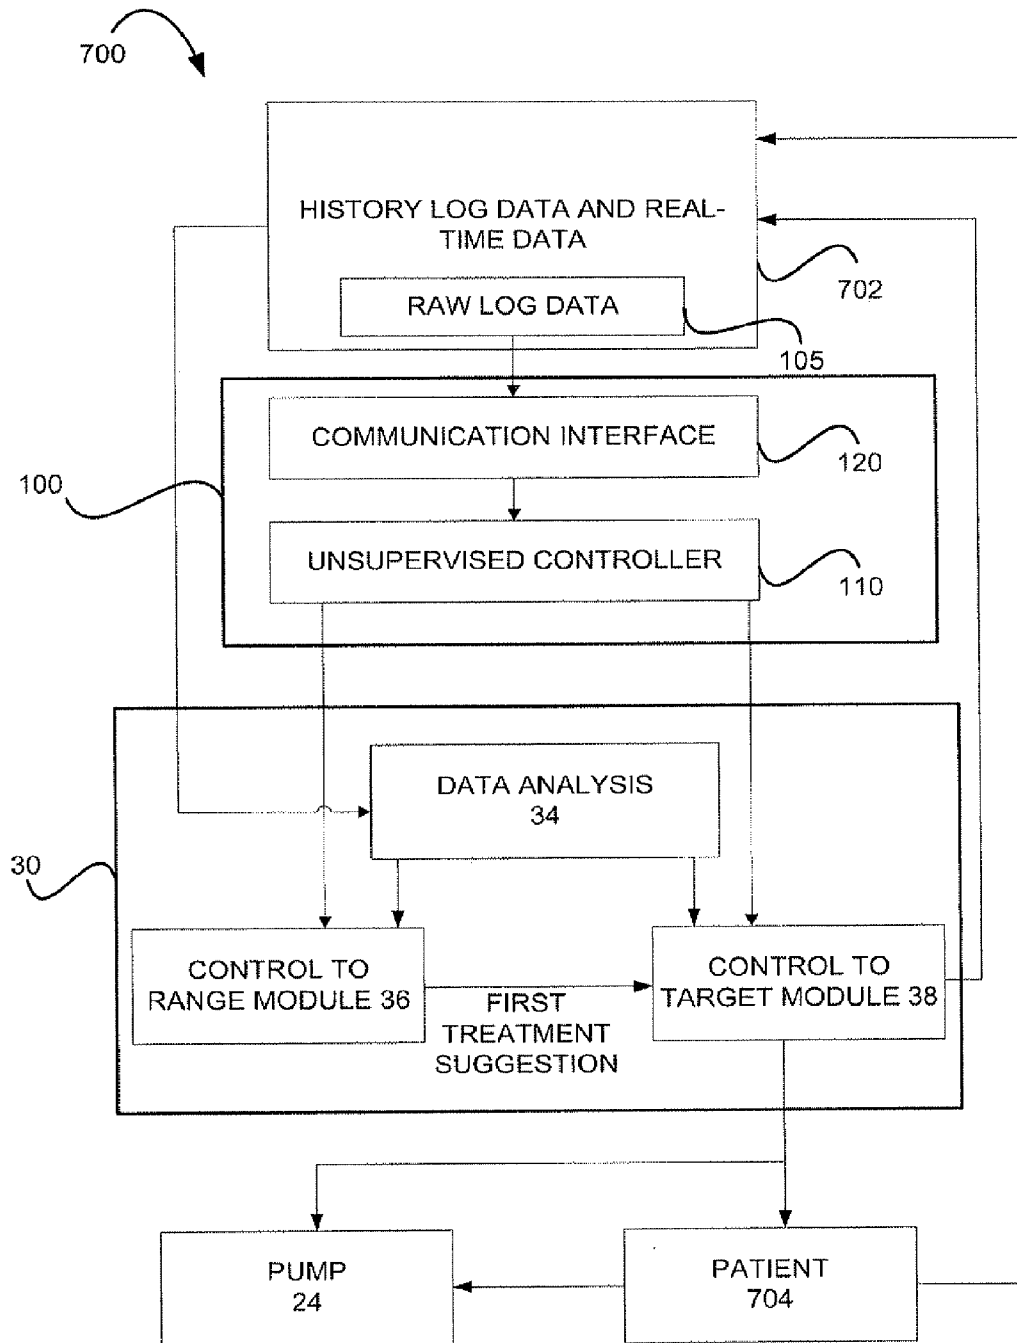 700
HISTORY LOG DATA AND REAL-
TIME DATA
702
RAW LOG DATA
105
COMMUNICATION INTERFACE
120
100
UNSUPERVISED CONTROLLER
110
DATA ANALYSIS
34
30
CONTROL TO
RANGE MODULE 36
FIRST
TREATMENT
SUGGESTION
CONTROL TO
TARGET MODULE 38
PUMP
24
PATIENT
704